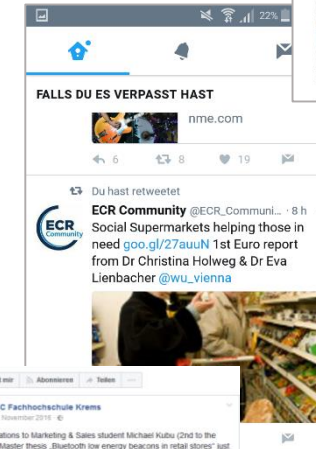 22%
FALLS DU ES VERPASST HAST
nme.com
6 8 19
Du hast retweetet
ECR Community
ECR Community @ECR_Communi... · 8 h
Social Supermarkets helping those in
need goo.gl/27auuN 1st Euro report
from Dr Christina Holweg & Dr Eva
Lienbacher @wu_vienna
mir Abonnieren Teilen ...
C Fachhochschule Krems
November 2016
ations to Marketing & Sales student Michael Kubu (2nd to the
Master thesis „Bluetooth low energy beacons in retail stores" just